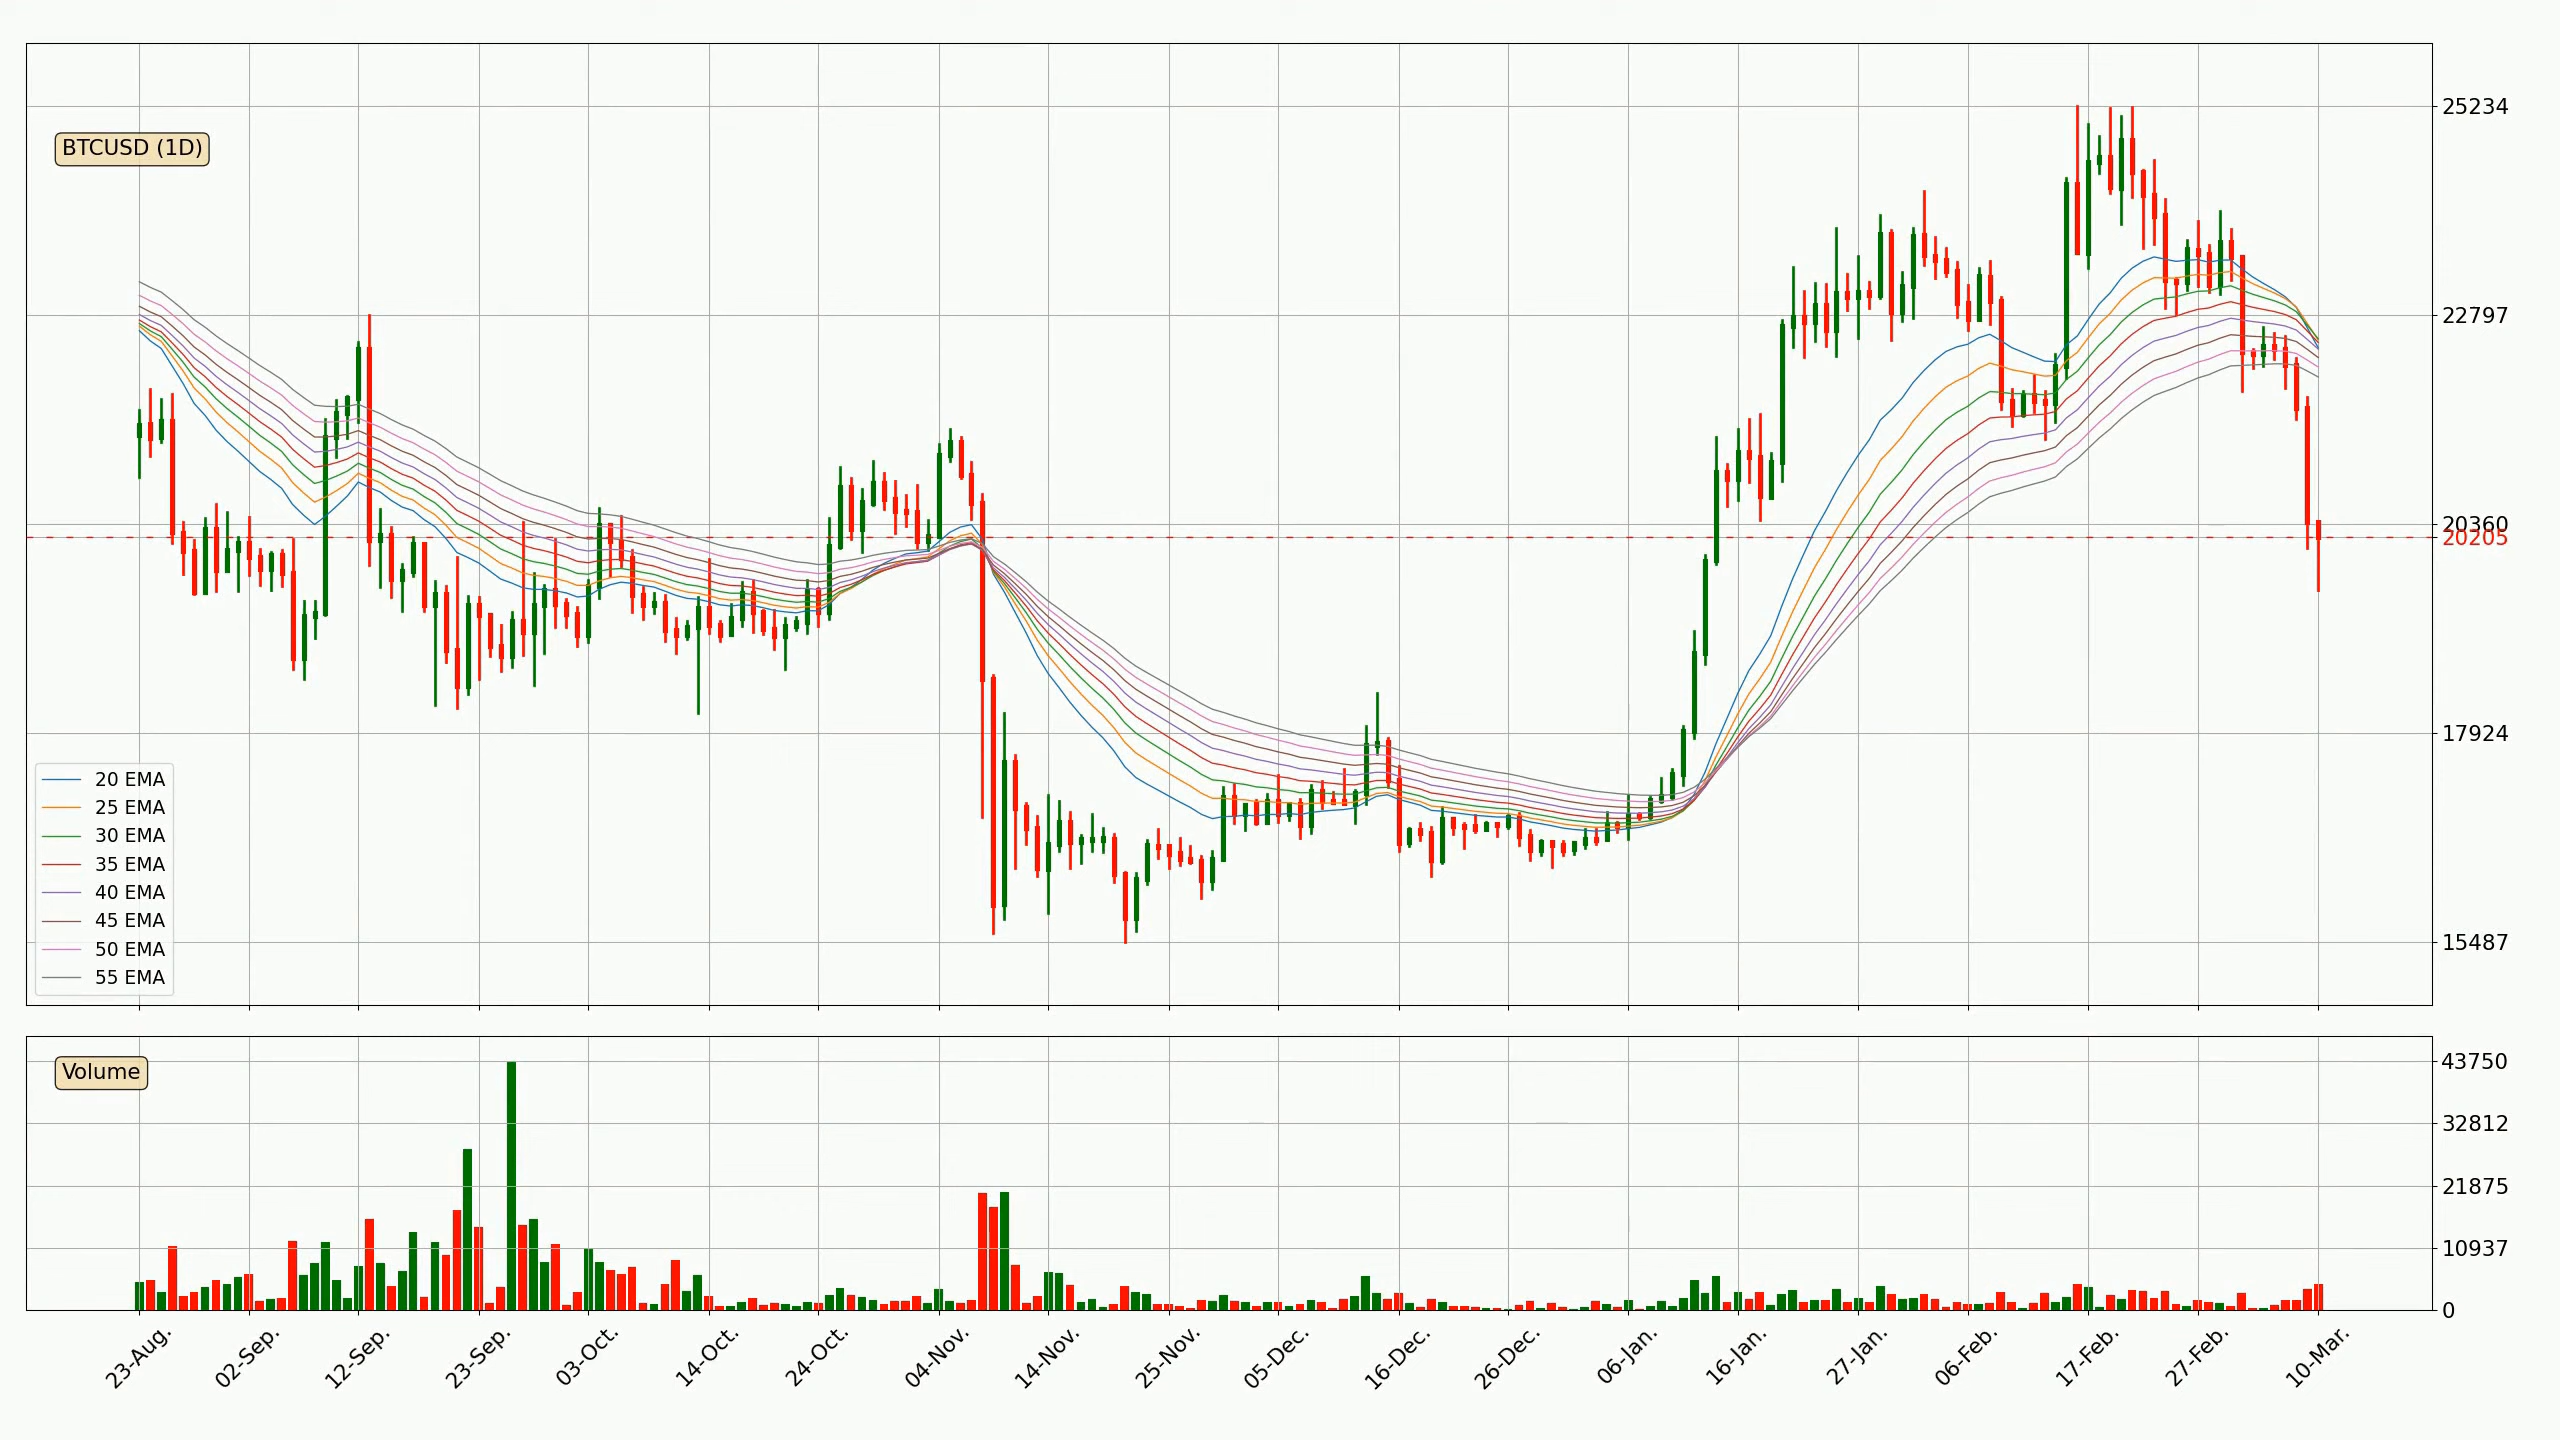 BTCUSD (1D)
25234
22797
20360
20205
17924
15487
20 EMA
25 EMA
30 EMA
35 EMA
40 EMA
45 EMA
50 EMA
55 EMA
Volume
43750
32812
21875
10937
0
23-Aug.
02-Sep.
12-Sep.
23-Sep.
03-Oct.
14-Oct.
24-Oct.
04-Nov.
14-Nov.
25-Nov.
05-Dec.
16-Dec.
26-Dec.
06-Jan.
16-Jan.
27-Jan.
06-Feb.
17-Feb.
27-Feb.
10-Mar.